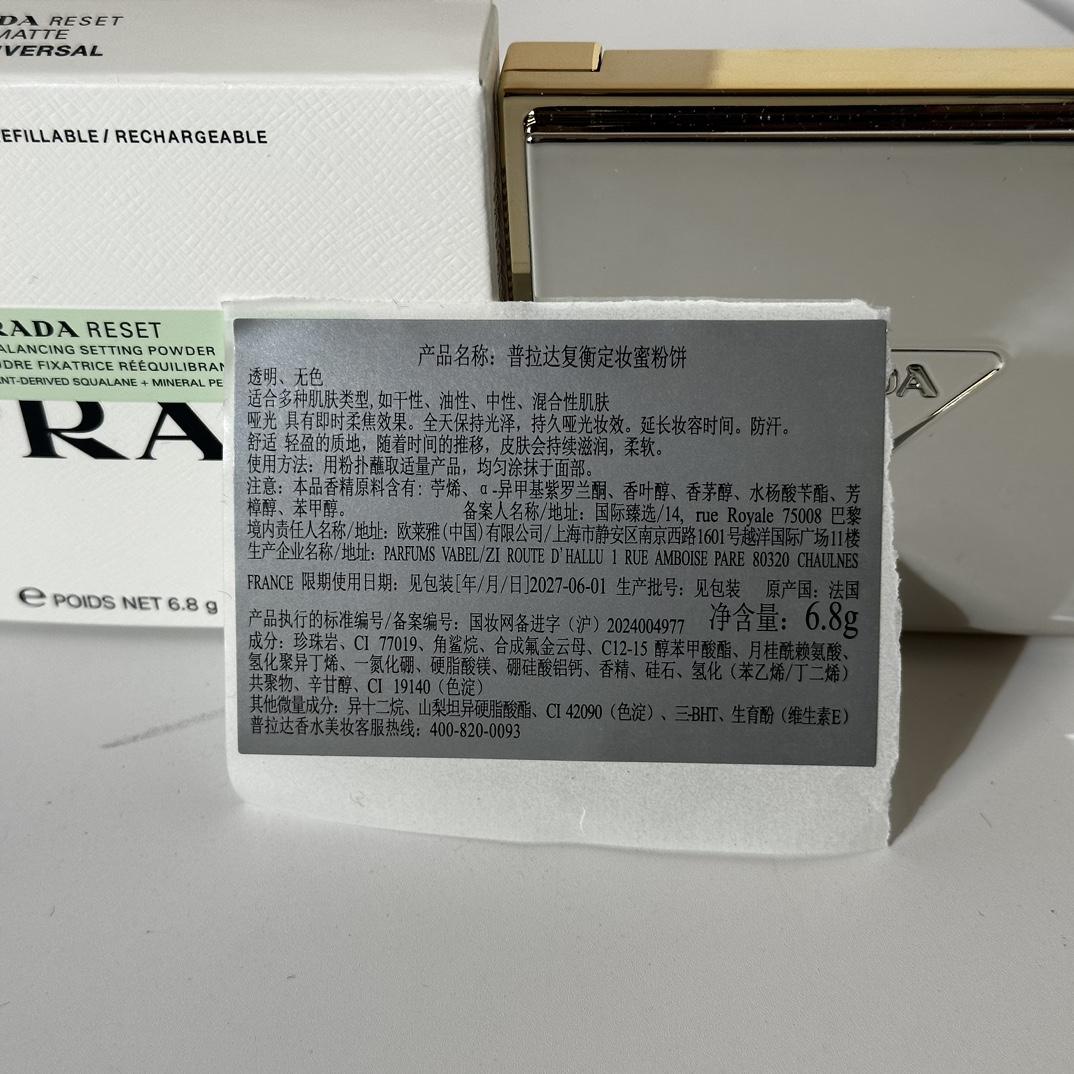 RESET
MATTE
REFILLABLE / RECHARGEABLE
RESET
SETTING POWDER
FIXATRICE
SQUALANE + MINERAL
℮ POIDS NET 6.8 g
产品名称：普拉达复衡定妆蜜粉饼
透明、无色
适合多种肌肤类型，如干性、油性、中性、混合性肌肤
哑光 具有即时柔焦效果。全天保持光泽，持久哑光妆效。延长妆容时间。防汗。
舒适 轻盈的质地，随着时间的推移，皮肤会持续滋润，柔软。
使用方法：用粉扑蘸取适量产品，均匀涂抹于面部。
注意：本品香精原料含有：苧烯、α-异甲基紫罗兰酮、香叶醇、香茅醇、水杨酸苄酯、芳
樟醇、苯甲醇。 备案人名称/地址：国际臻选/14, rue Royale 75008 巴黎
境内责任人名称/地址：欧莱雅(中国)有限公司/上海市静安区南京西路1601号越洋国际广场11楼
生产企业名称/地址：PARFUMS VABEL/ZI ROUTE D'HALLU 1 RUE AMBOISE PARE 80320 CHAULNES
FRANCE 限期使用日期：见包装[年/月/日]2027-06-01 生产批号：见包装 原产国：法国
产品执行的标准编号/备案编号：国妆网备进字（沪）2024004977 净含量：6.8g
成分：珍珠岩、CI 77019、角鲨烷、合成氟金云母、C12-15 醇苯甲酸酯、月桂酰赖氨酸、
氢化聚异丁烯、一氮化硼、硬脂酸镁、硼硅酸铝钙、香精、硅石、氢化（苯乙烯/丁二烯）
共聚物、辛甘醇、CI 19140（色淀）
其他微量成分：异十二烷、山梨坦异硬脂酸酯、CI 42090（色淀）、三-BHT、生育酚（维生素E）
普拉达香水美妆客服热线：400-820-0093